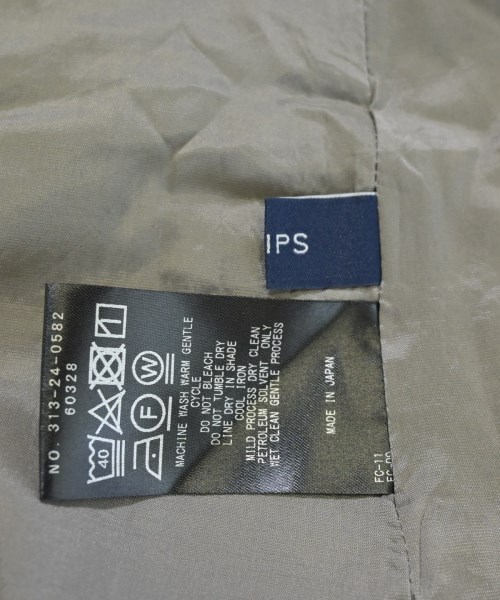 IPS
NO. 313-24-0582
60328
40
F
W
MACHINE WASH WARM GENTLE
CYCLE
DO NOT BLEACH
DO NOT TUMBLE DRY
LINE DRY IN SHADE
COOL IRON
MILD PROCESS DRY CLEAN
PETROLEUM SOLVENT ONLY
WET CLEAN GENTLE PROCESS
MADE IN JAPAN
FC-11